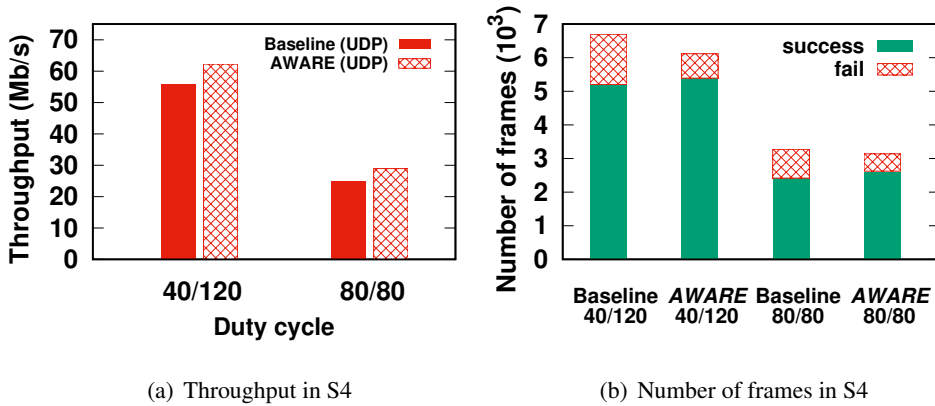 Throughput (Mb/s)
70
60
50
40
30
20
10
0
Baseline (UDP)
AWARE (UDP)
40/120
80/80
Duty cycle
(a) Throughput in S4
Number of frames (10³)
7
6
5
4
3
2
1
0
success
fail
Baseline AWARE Baseline AWARE
40/120 40/120 80/80 80/80
(b) Number of frames in S4